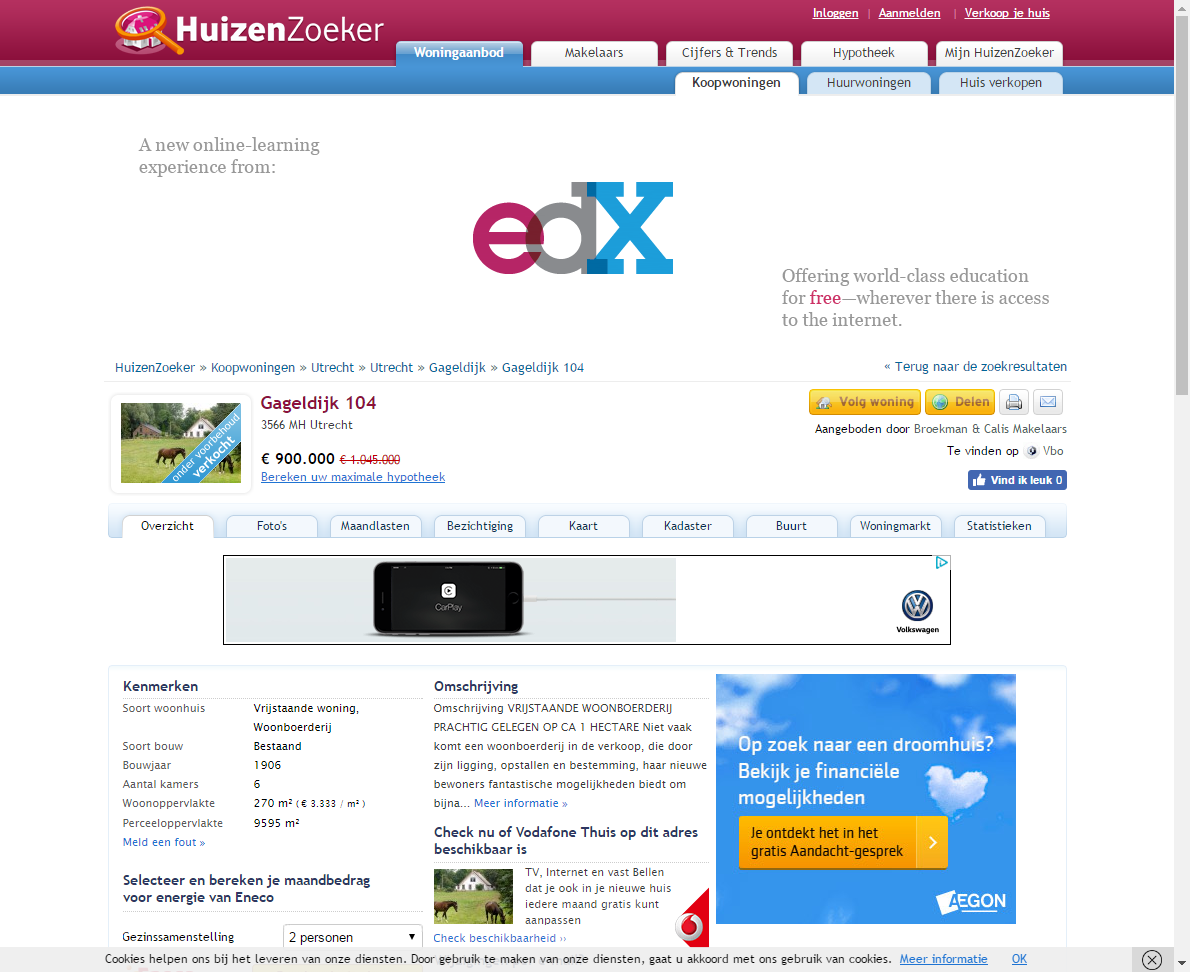 HuizenZoeker
Inloggen | Aanmelden | Verkoop je huis
Woningaanbod
Makelaars
Cijfers & Trends
Hypotheek
Mijn HuizenZoeker
Koopwoningen
Huurwoningen
Huis verkopen
A new online-learning
experience from:
edX
Offering world-class education
for free—wherever there is access
to the internet.
HuizenZoeker » Koopwoningen » Utrecht » Utrecht » Gageldijk » Gageldijk 104
« Terug naar de zoekresultaten
onder voorbehoud
verkocht
Gageldijk 104
3566 MH Utrecht
€ 900.000 € 1.045.000
Bereken uw maximale hypotheek
Volg woning
Delen
Aangeboden door Broekman & Calis Makelaars
Te vinden op Vbo
Vind ik leuk 0
Overzicht
Foto's
Maandlasten
Bezichtiging
Kaart
Kadaster
Buurt
Woningmarkt
Statistieken
CarPlay
Volkswagen
Kenmerken
Soort woonhuis Vrijstaande woning,
Woonboerderij
Soort bouw Bestaand
Bouwjaar 1906
Aantal kamers 6
Woonoppervlakte 270 m² ( € 3.333 / m² )
Perceeloppervlakte 9595 m²
Meld een fout »
Selecteer en bereken je maandbedrag
voor energie van Eneco
Gezinssamenstelling 2 personen
Omschrijving
Omschrijving VRIJSTAANDE WOONBOERDERIJ
PRACHTIG GELEGEN OP CA 1 HECTARE Niet vaak
komt een woonboerderij in de verkoop, die door
zijn ligging, opstallen en bestemming, haar nieuwe
bewoners fantastische mogelijkheden biedt om
bijna... Meer informatie »
Check nu of Vodafone Thuis op dit adres
beschikbaar is
TV, Internet en vast Bellen
dat je ook in je nieuwe huis
iedere maand gratis kunt
aanpassen
Check beschikbaarheid ››
Op zoek naar een droomhuis?
Bekijk je financiële
mogelijkheden
Je ontdekt het in het
gratis Aandacht-gesprek
AEGON
Cookies helpen ons bij het leveren van onze diensten. Door gebruik te maken van onze diensten, gaat u akkoord met ons gebruik van cookies. Meer informatie OK